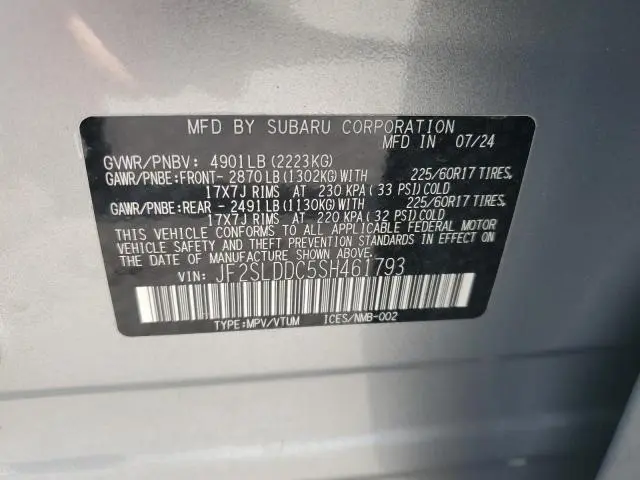 MFD BY SUBARU CORPORATION
MFD IN 07/24
GVWR/PNBV: 4901LB (2223KG)
GAWR/PNBE:FRONT- 2870LB (1302KG)WITH 225/60R17 TIRES,
17X7J RIMS AT 230 KPA (33 PSI)COLD
GAWR/PNBE:REAR - 2491LB (1130KG)WITH 225/60R17 TIRES,
17X7J RIMS AT 220 KPA (32 PSI)COLD
THIS VEHICLE CONFORMS TO ALL APPLICABLE FEDERAL MOTOR
VEHICLE SAFETY AND THEFT PREVENTION STANDARDS IN EFFECT ON
THE DATE OF MANUFACTURE SHOWN ABOVE.
VIN: JF2SLDDC5SH461793
TYPE:MPV/VTUM ICES/NMB-002